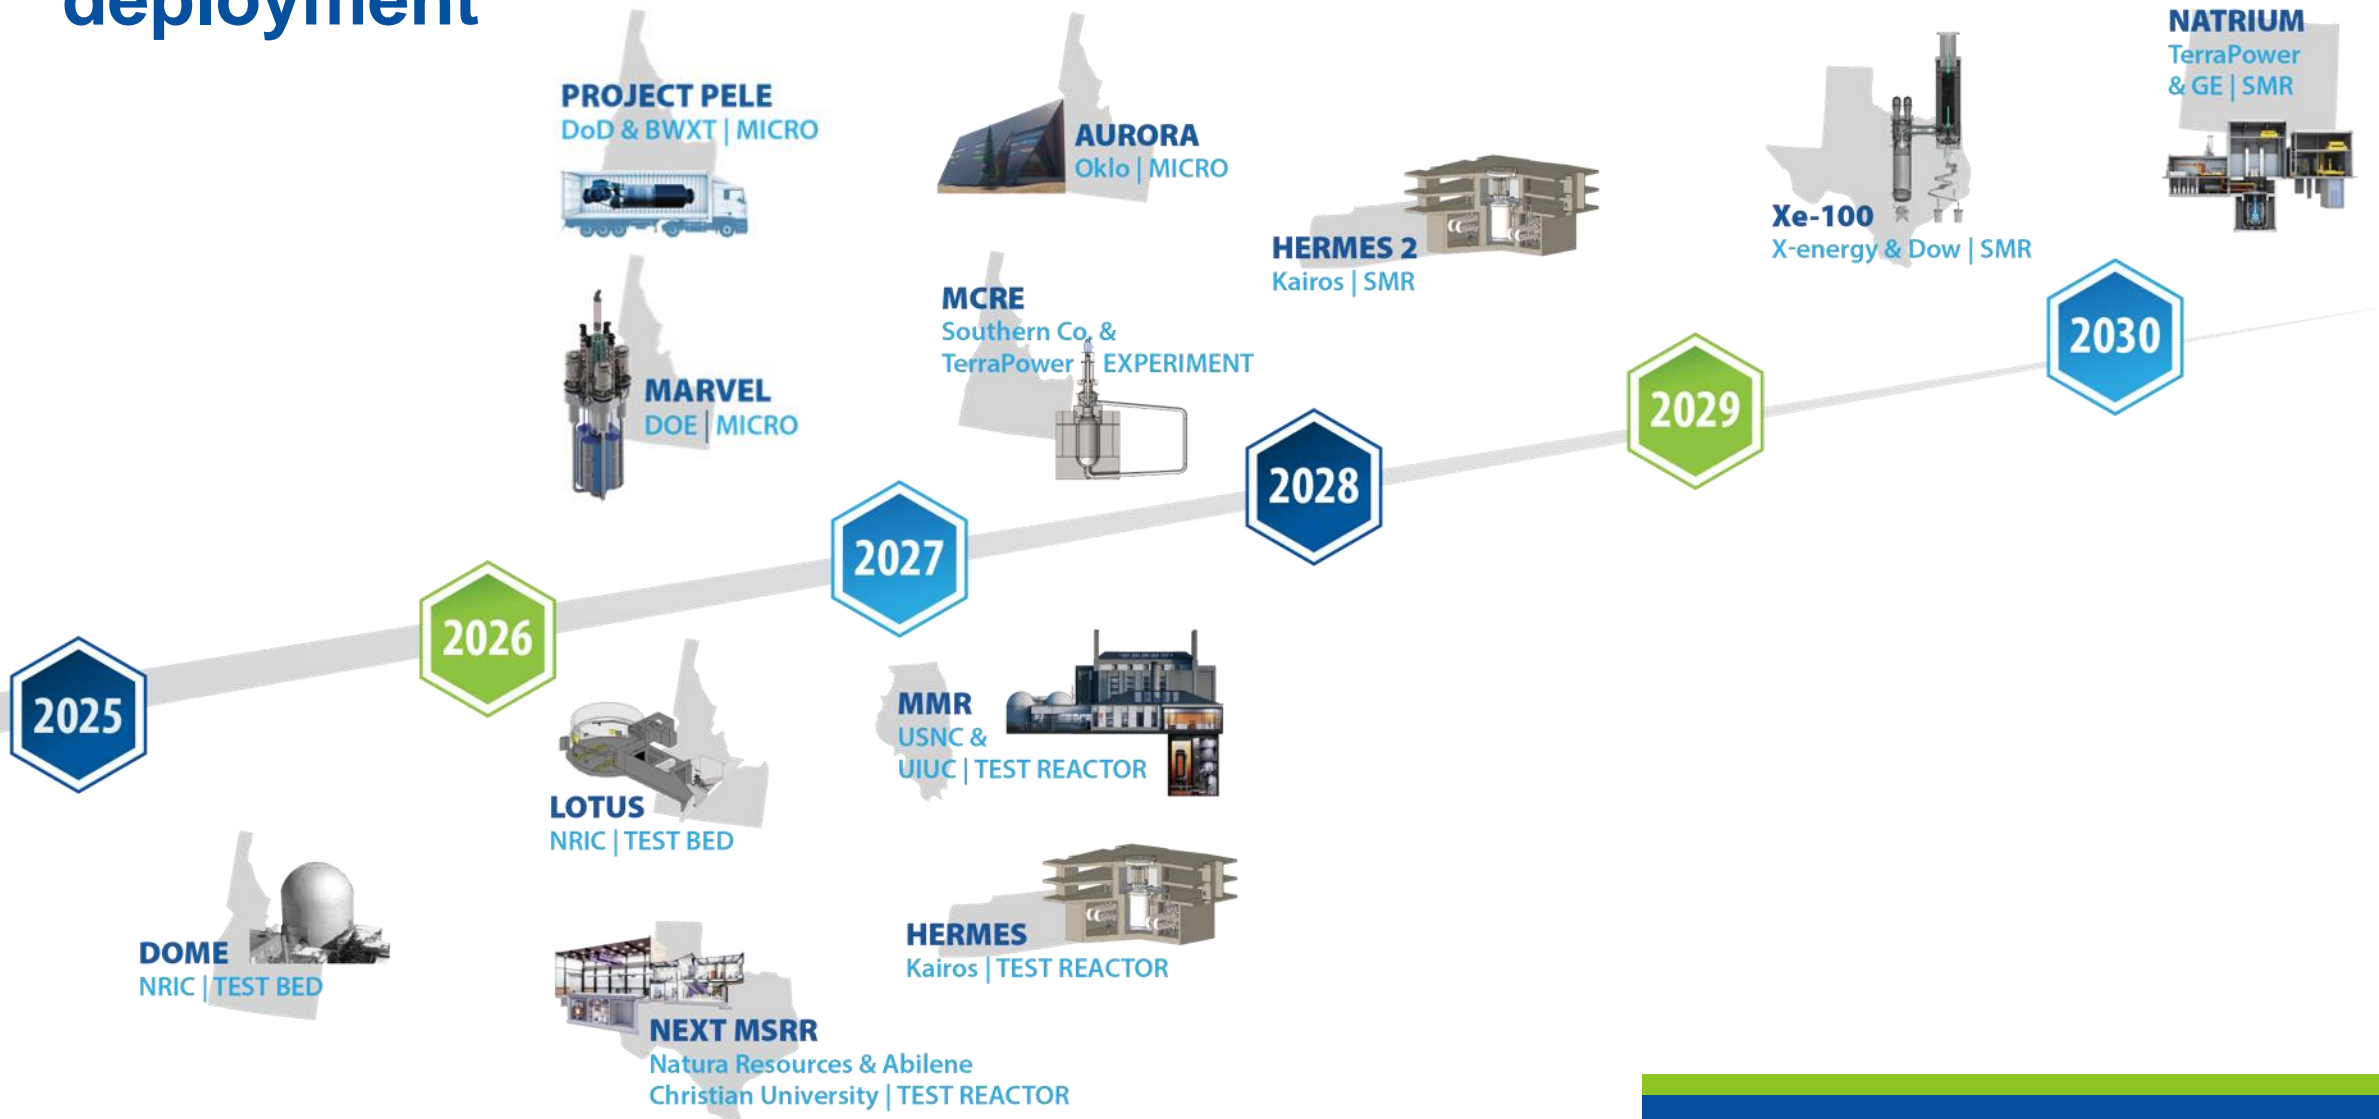 deployment
PROJECT PELE
DoD & BWXT | MICRO
AURORA
Oklo | MICRO
HERMES 2
Kairos | SMR
Xe-100
X-energy & Dow | SMR
NATRIUM
TerraPower
& GE | SMR
MARVEL
DOE | MICRO
MCRE
Southern Co. &
TerraPower | EXPERIMENT
2025
2026
2027
2028
2029
2030
DOME
NRIC | TEST BED
LOTUS
NRIC | TEST BED
NEXT MSRR
Natura Resources & Abilene
Christian University | TEST REACTOR
MMR
USNC &
UIUC | TEST REACTOR
HERMES
Kairos | TEST REACTOR